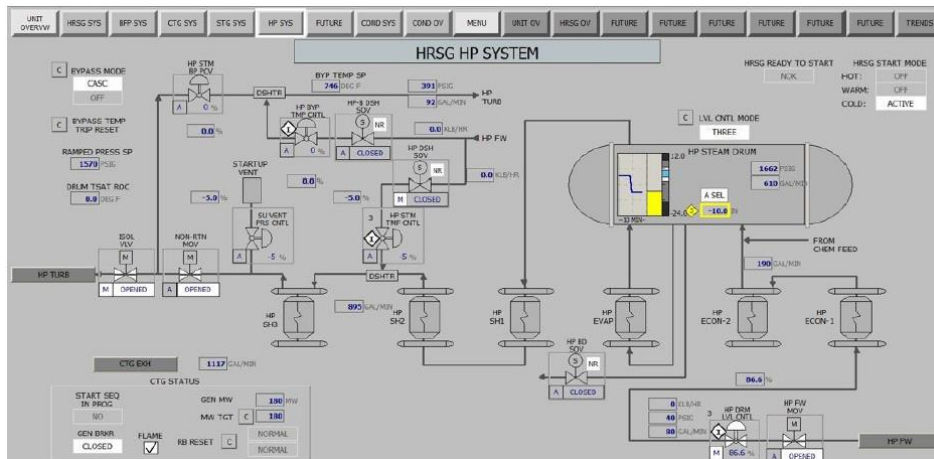 UNIT OVERVW
HRSG SYS
BFP SYS
CTG SYS
STG SYS
HP SYS
FUTURE
COND SYS
COND OV
MENU
UNIT OV
HRSG OV
FUTURE
FUTURE
FUTURE
FUTURE
FUTURE
FUTURE
TRENDS
HRSG HP SYSTEM
C BYPASS MODE
CASC
OFF
C BYPASS TEMP
TRIP RESET
RAMPED PRESS SP
1570 PSIG
DRUM TSAT ROC
0.0 DEG F
HP STM
BP PCV
A 0 %
0.0 %
DSHTR
BYP TEMP SP
746 DEG F
391 PSIG
92 GAL/MIN
HP
TURB
HP BYP
TMP CNTL
A 0 %
0.0 %
HP-B DSH
SOV
S NR
A CLOSED
0.0 KLB/HR
HP FW
HP DSH
SOV
S NR
M CLOSED
0.0 KLB/HR
STARTUP
VENT
-5.0 %
SU VENT
PRS CNTL
A -5 %
-5.0 %
3 HP STM
TMP CNTL
A -5 %
DSHTR
HRSG READY TO START
NOK
HRSG START MODE
HOT: OFF
WARM: OFF
COLD: ACTIVE
C LVL CNTL MODE
THREE
HP STEAM DRUM
12.0
-24.0
-10 MIN-
A SEL
-10.0 IN
1662 PSIG
610 GAL/MIN
FROM
CHEM FEED
190 GAL/MIN
HP TURB
ISOL
VLV
M
M OPENED
NON-RTN
MOV
M
A OPENED
HP
SH3
895 GAL/MIN
HP
SH2
HP
SH1
HP
EVAP
HP
ECON-2
HP
ECON-1
HP BD
SOV
S NR
A CLOSED
86.6 %
0 KLB/HR
40 PSIG
80 GAL/MIN
3 HP DRM
LVL CNTL
M 86.6 %
HP FW
MOV
M
A OPENED
HP FW
CTG EXH
1117 GAL/MIN
CTG STATUS
START SEQ
IN PROG
NO
GEN BRKR
CLOSED
FLAME
GEN MW 180 MW
MW TGT C 180
RB RESET C
NORMAL
NORMAL